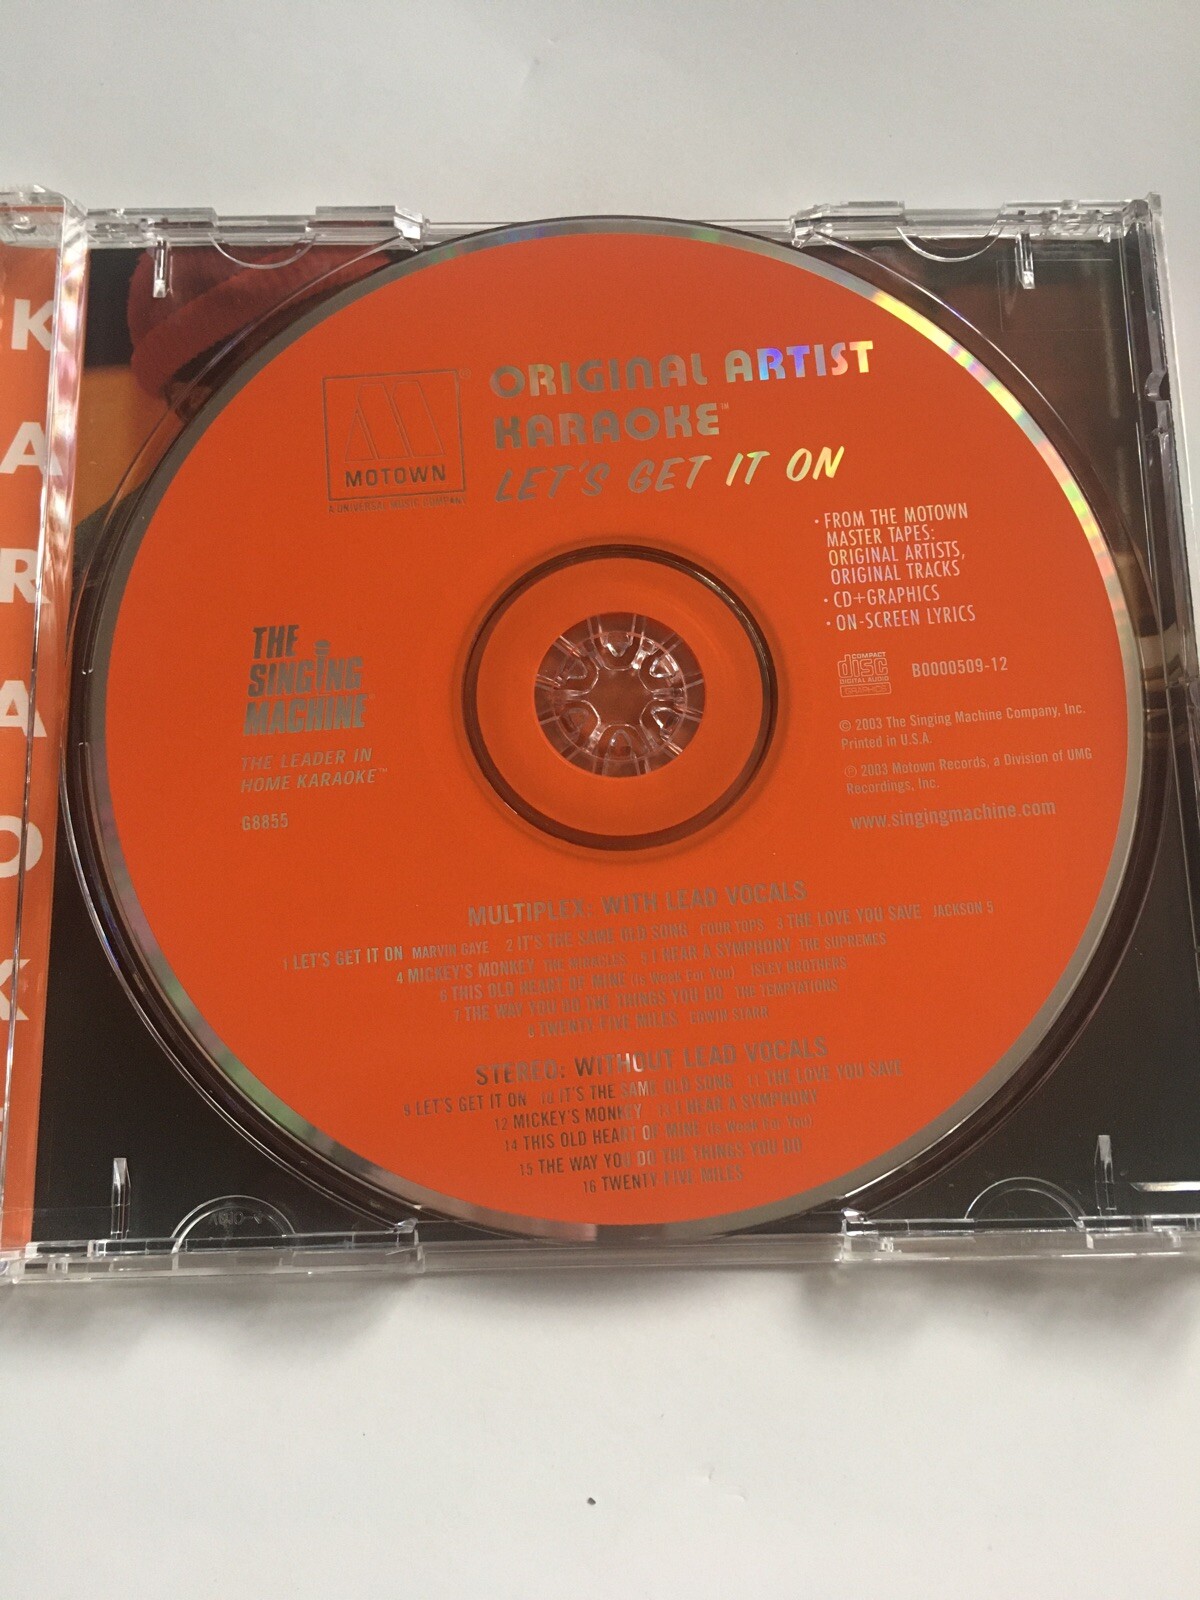 K
A
R
A
O
K
MOTOWN
®
A UNIVERSAL MUSIC COMPANY
ORIGINAL ARTIST
KARAOKE™
LET'S GET IT ON
· FROM THE MOTOWN
MASTER TAPES:
ORIGINAL ARTISTS,
ORIGINAL TRACKS
· CD+GRAPHICS
· ON-SCREEN LYRICS
THE
SINGING
MACHINE™
THE LEADER IN
HOME KARAOKE™
G8855
COMPACT
disc
DIGITAL AUDIO
GRAPHICS
B0000509-12
© 2003 The Singing Machine Company, Inc.
Printed in U.S.A.
℗ 2003 Motown Records, a Division of UMG
Recordings, Inc.
www.singingmachine.com
MULTIPLEX: WITH LEAD VOCALS
1 LET'S GET IT ON MARVIN GAYE 2 IT'S THE SAME OLD SONG FOUR TOPS 3 THE LOVE YOU SAVE JACKSON 5
4 MICKEY'S MONKEY THE MIRACLES 5 I HEAR A SYMPHONY THE SUPREMES
6 THIS OLD HEART OF MINE (Is Weak For You) ISLEY BROTHERS
7 THE WAY YOU DO THE THINGS YOU DO THE TEMPTATIONS
8 TWENTY FIVE MILES EDWIN STARR
STEREO: WITHOUT LEAD VOCALS
9 LET'S GET IT ON 10 IT'S THE SAME OLD SONG 11 THE LOVE YOU SAVE
12 MICKEY'S MONKEY 13 I HEAR A SYMPHONY
14 THIS OLD HEART OF MINE (Is Weak For You)
15 THE WAY YOU DO THE THINGS YOU DO
16 TWENTY FIVE MILES